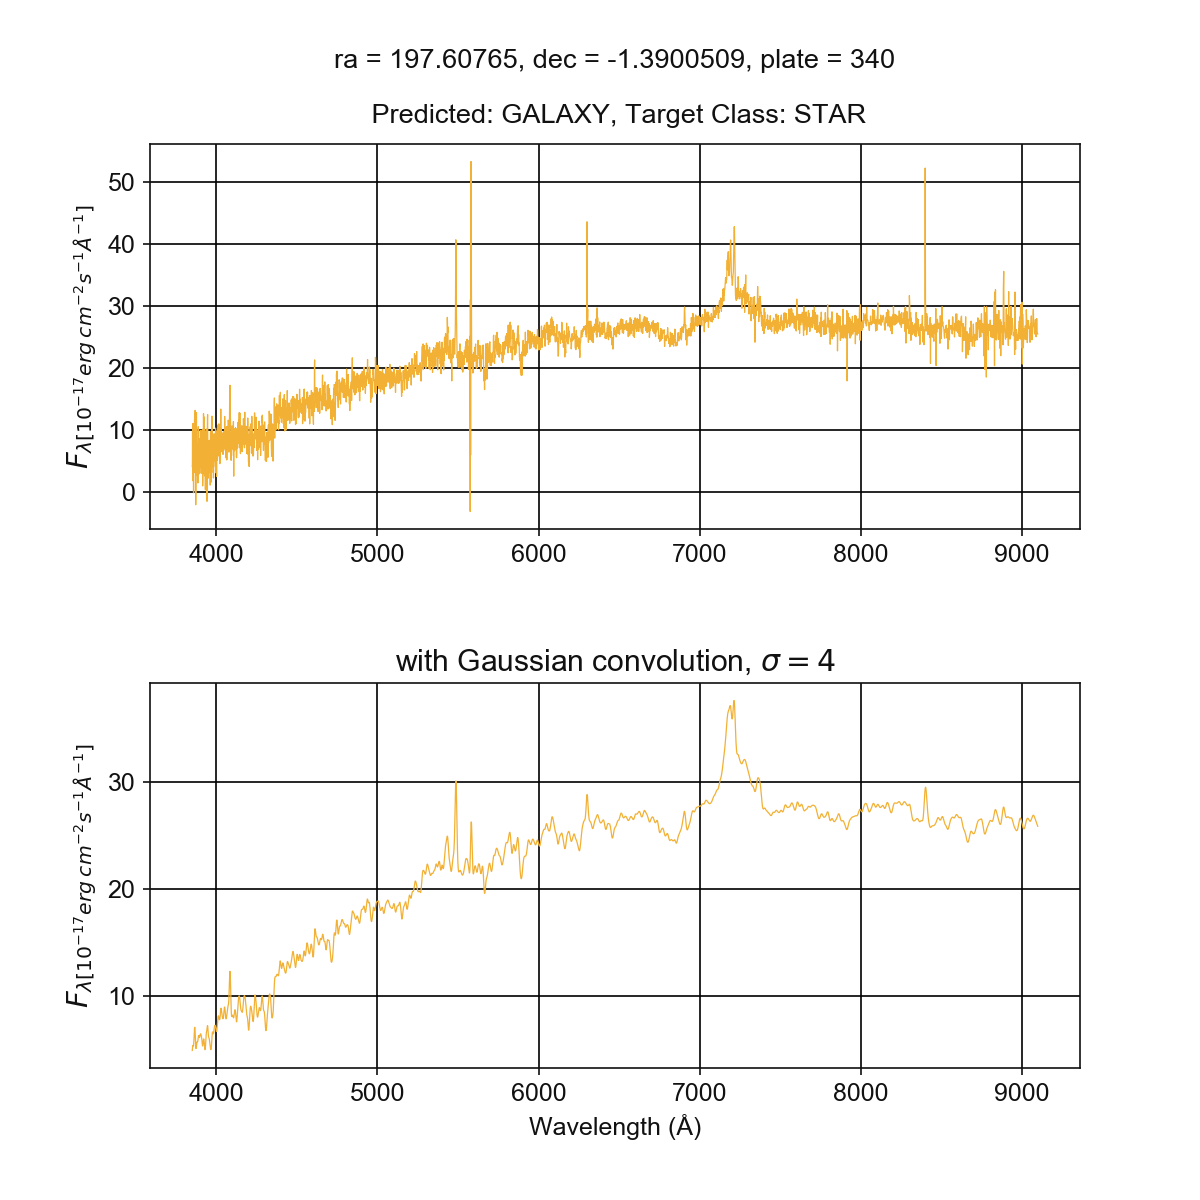 ra = 197.60765, dec = -1.3900509, plate = 340
Predicted: GALAXY, Target Class: STAR
50
40
30
20
10
0
F_λ[10^−17 erg cm^−2 s^−1 Å^−1]
4000 5000 6000 7000 8000 9000
with Gaussian convolution, σ = 4
30
20
10
F_λ[10^−17 erg cm^−2 s^−1 Å^−1]
4000 5000 6000 7000 8000 9000
Wavelength (Å)